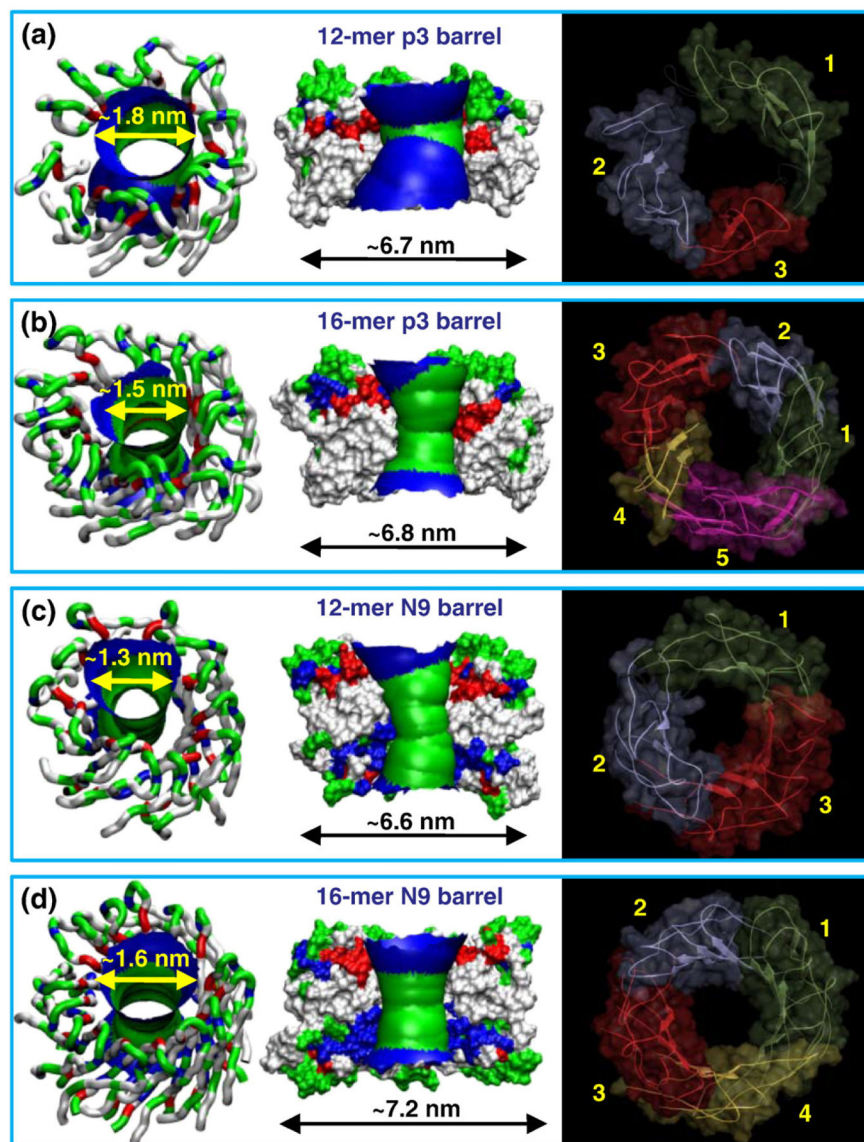 (a)
12-mer p3 barrel
~1.8 nm
~6.7 nm
1
2
3
(b)
16-mer p3 barrel
~1.5 nm
~6.8 nm
3
2
1
4
5
(c)
12-mer N9 barrel
~1.3 nm
~6.6 nm
1
2
3
(d)
16-mer N9 barrel
~1.6 nm
~7.2 nm
2
1
3
4